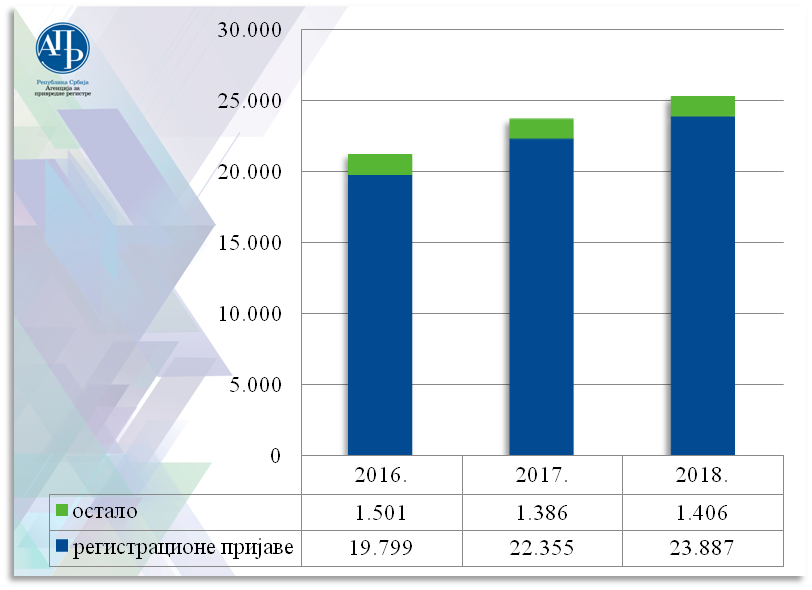 АПР
Република Србија
Агенција за
привредне регистре
30.000
25.000
20.000
15.000
10.000
5.000
0
2016. 2017. 2018.
остало 1.501 1.386 1.406
регистрационе пријаве 19.799 22.355 23.887